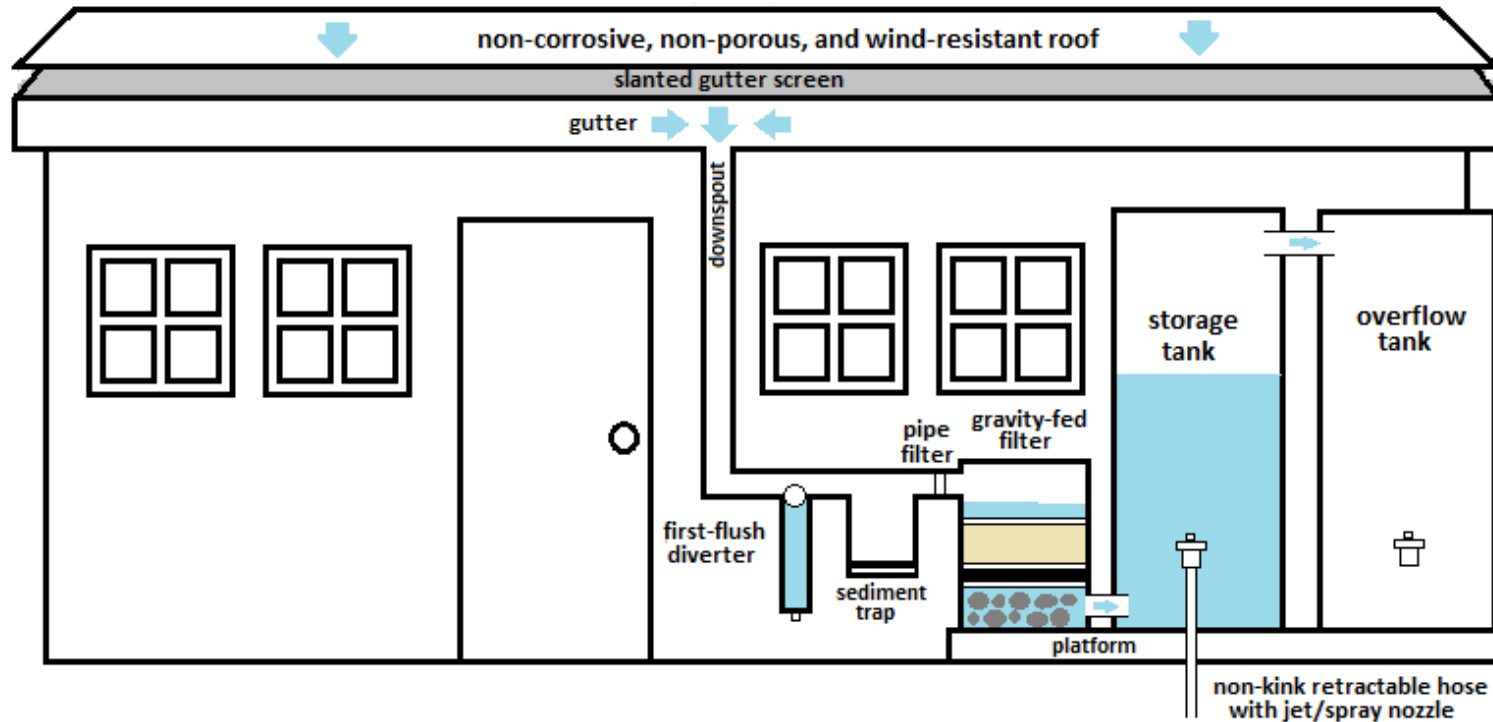 non-corrosive, non-porous, and wind-resistant roof
slanted gutter screen
gutter
downspout
storage
tank
overflow
tank
gravity-fed
filter
pipe
filter
first-flush
diverter
sediment
trap
platform
non-kink retractable hose
with jet/spray nozzle